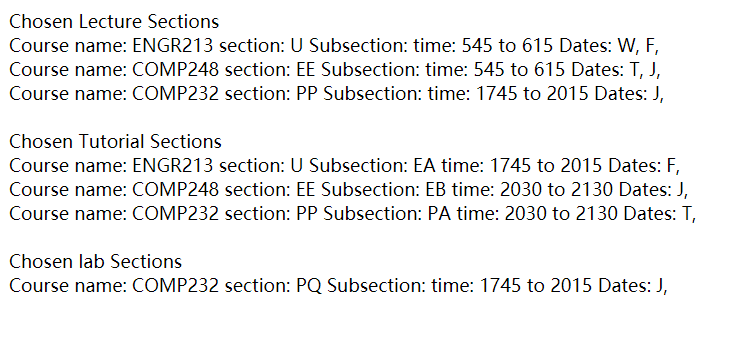 Chosen Lecture Sections
Course name: ENGR213 section: U Subsection: time: 545 to 615 Dates: W, F,
Course name: COMP248 section: EE Subsection: time: 545 to 615 Dates: T, J,
Course name: COMP232 section: PP Subsection: time: 1745 to 2015 Dates: J,
Chosen Tutorial Sections
Course name: ENGR213 section: U Subsection: EA time: 1745 to 2015 Dates: F,
Course name: COMP248 section: EE Subsection: EB time: 2030 to 2130 Dates: J,
Course name: COMP232 section: PP Subsection: PA time: 2030 to 2130 Dates: T,
Chosen lab Sections
Course name: COMP232 section: PQ Subsection: time: 1745 to 2015 Dates: J,